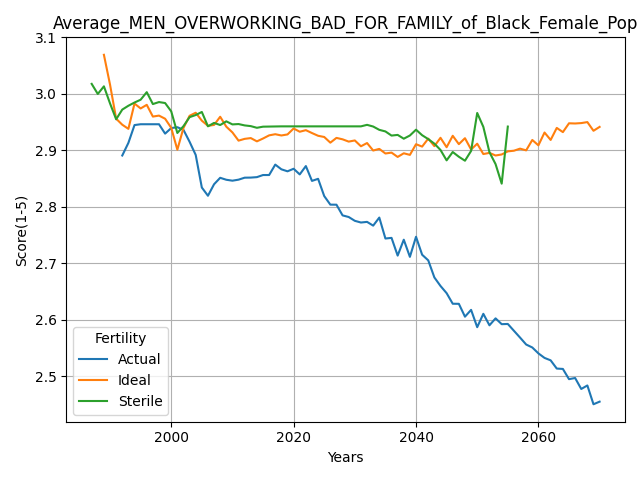 Average_MEN_OVERWORKING_BAD_FOR_FAMILY_of_Black_Female_Pop
3.1
3.0
2.9
2.8
2.7
2.6
2.5
Score(1-5)
Fertility
Actual
Ideal
Sterile
2000
2020
2040
2060
Years